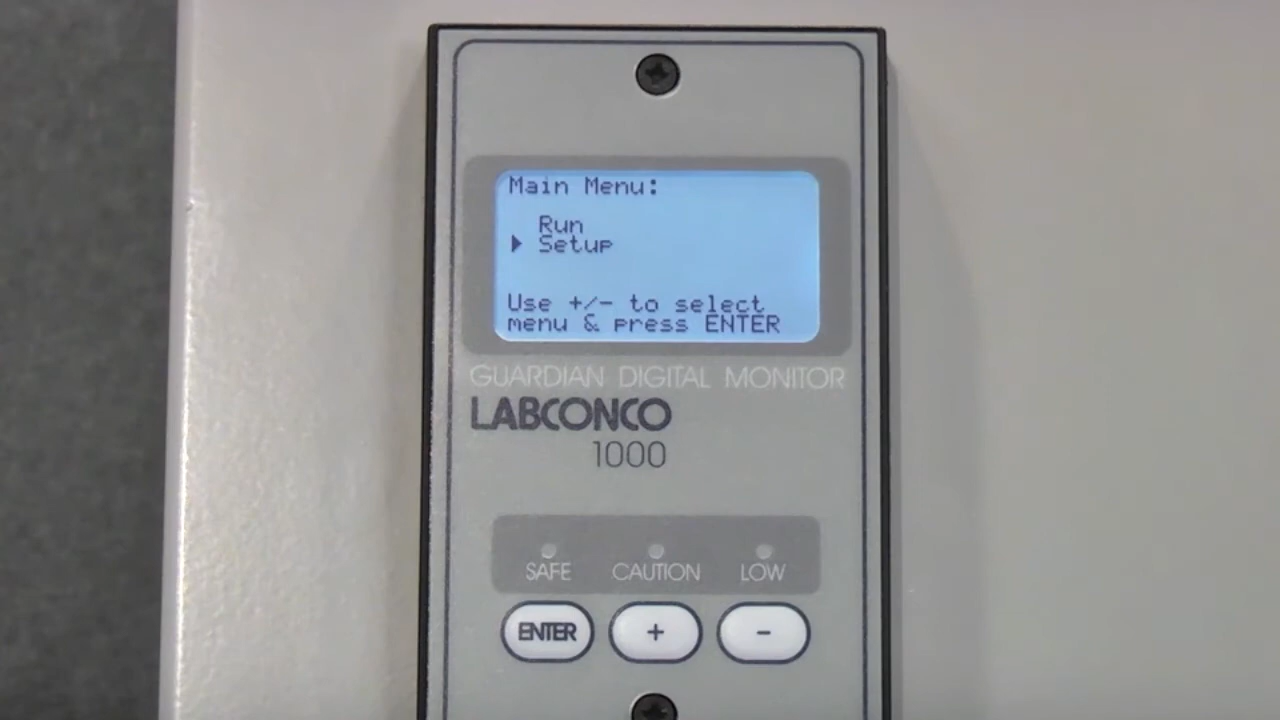 Main Menu:
Run
Setup
Use +/- to select
menu & press ENTER
GUARDIAN DIGITAL MONITOR
LABCONCO
1000
SAFE CAUTION LOW
ENTER + -